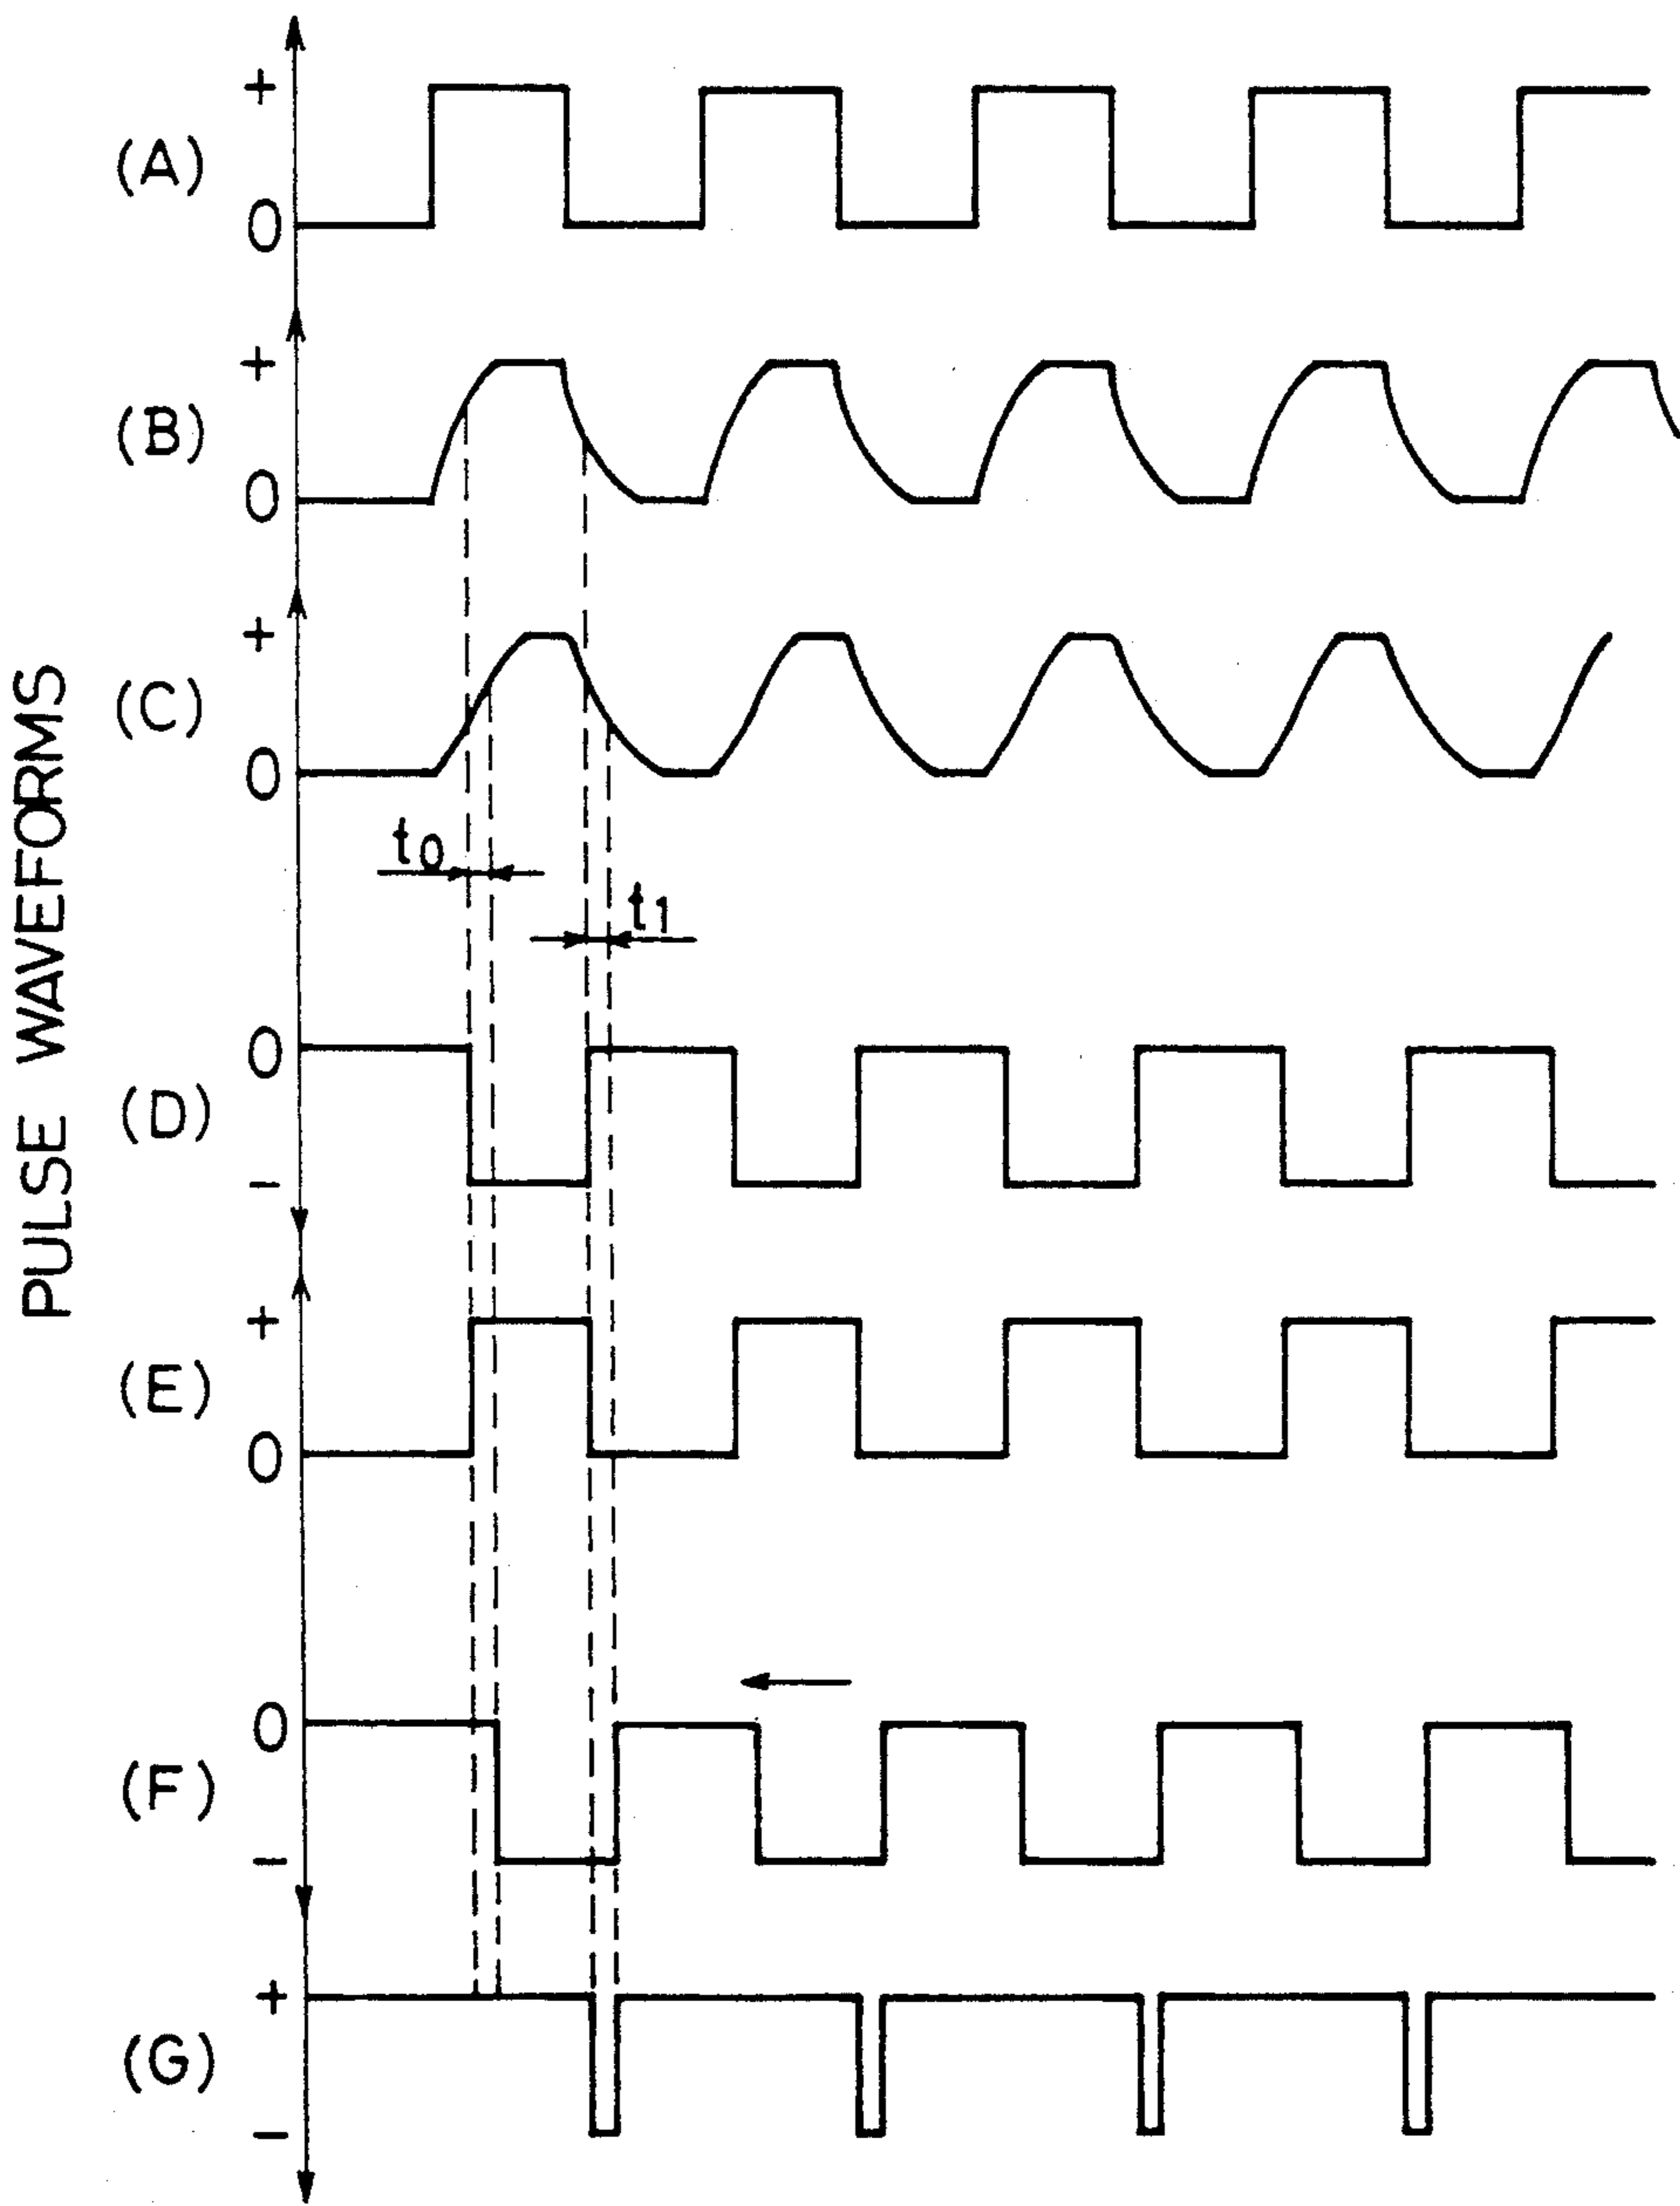 PULSE WAVEFORMS
+
(A)
0
+
(B)
0
+
(C)
0
t0
t1
0
(D)
-
+
(E)
0
0
(F)
-
+
(G)
-